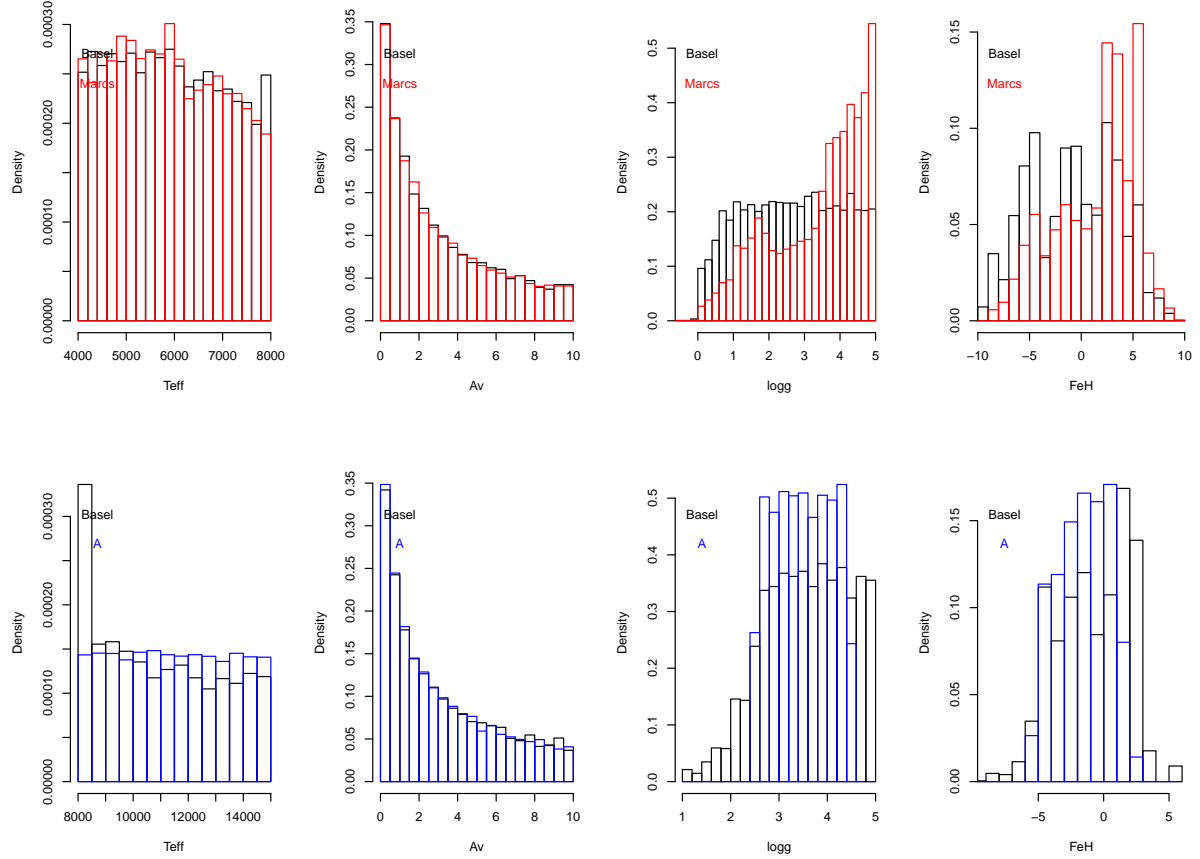 Density
0.00000
0.00010
0.00020
0.00030
Basel
Marcs
4000
5000
6000
7000
8000
Teff
Density
0.00
0.05
0.10
0.15
0.20
0.25
0.30
0.35
Basel
Marcs
0
2
4
6
8
10
Av
Density
0.0
0.1
0.2
0.3
0.4
0.5
Basel
Marcs
0
1
2
3
4
5
logg
Density
0.00
0.05
0.10
0.15
Basel
Marcs
−10
−5
0
5
10
FeH
Density
0.00000
0.00010
0.00020
0.00030
Basel
A
8000
10000
12000
14000
Teff
Density
0.00
0.05
0.10
0.15
0.20
0.25
0.30
0.35
Basel
A
0
2
4
6
8
10
Av
Density
0.0
0.1
0.2
0.3
0.4
0.5
Basel
A
1
2
3
4
5
logg
Density
0.00
0.05
0.10
0.15
Basel
A
−5
0
5
FeH